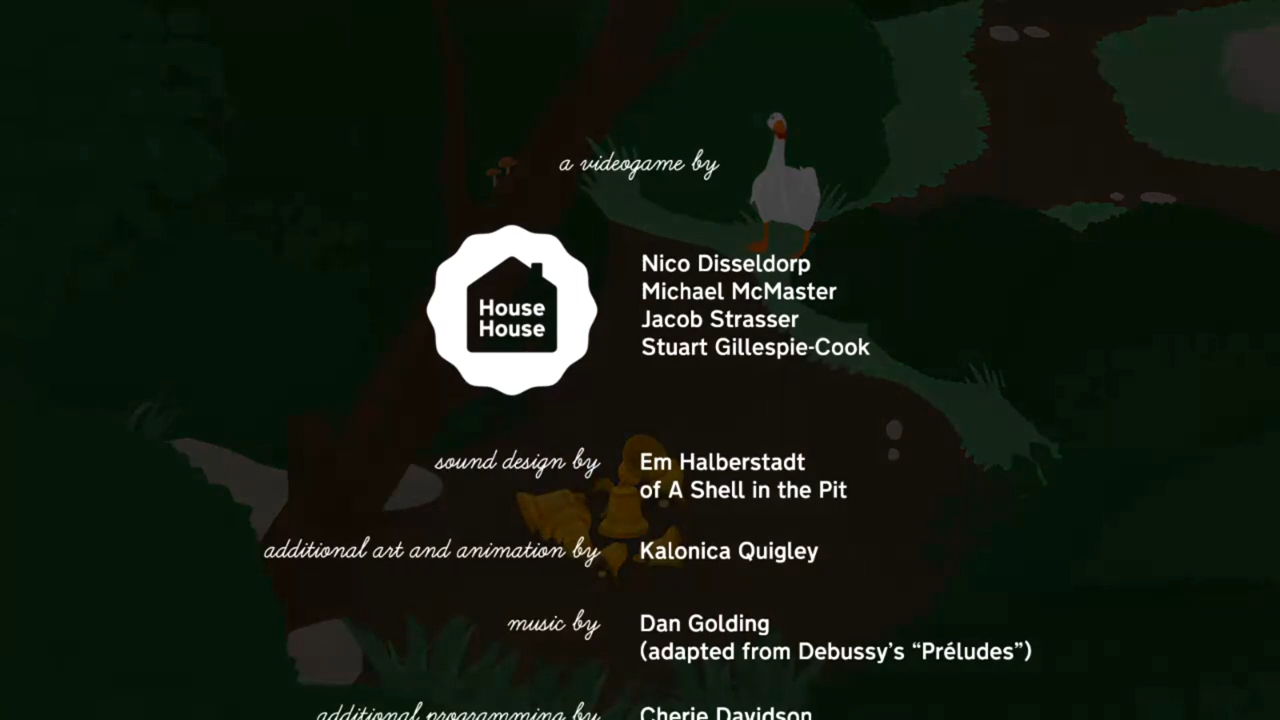 a videogame by
House
House
Nico Disseldorp
Michael McMaster
Jacob Strasser
Stuart Gillespie-Cook
sound design by
Em Halberstadt
of A Shell in the Pit
additional art and animation by
Kalonica Quigley
music by
Dan Golding
(adapted from Debussy's “Préludes”)
additional programming by
Cherie Davidson